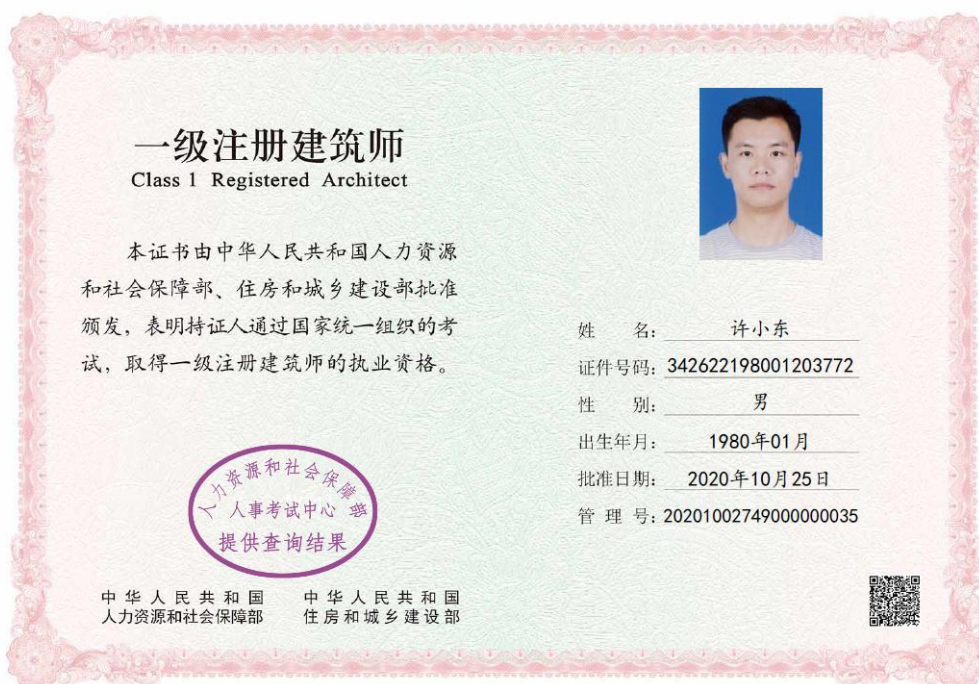 一级注册建筑师
Class 1 Registered Architect
本证书由中华人民共和国人力资源
和社会保障部、住房和城乡建设部批准
颁发，表明持证人通过国家统一组织的考
试，取得一级注册建筑师的执业资格。
人力资源和社会保障部
人事考试中心
提供查询结果
中华人民共和国
人力资源和社会保障部
中华人民共和国
住房和城乡建设部
姓名：许小东
证件号码：342622198001203772
性别：男
出生年月：1980年01月
批准日期：2020年10月25日
管理号：20201002749000000035